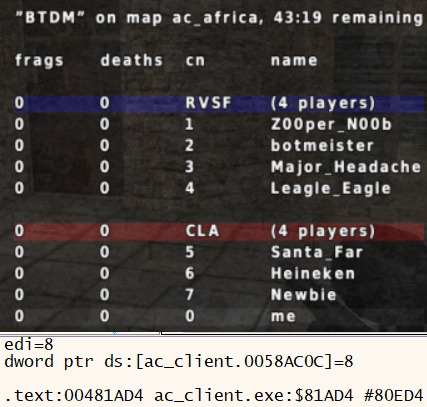 "BTDM" on map ac_africa, 43:19 remaining
frags deaths cn name
0 0 RVSF (4 players)
0 0 1 Z00per_N00b
0 0 2 botmeister
0 0 3 Major_Headache
0 0 4 Leagle_Eagle
0 0 CLA (4 players)
0 0 5 Santa_Far
0 0 6 Heineken
0 0 7 Newbie
0 0 0 me
edi=8
dword ptr ds:[ac_client.0058AC0C]=8
.text:00481AD4 ac_client.exe:$81AD4 #80ED4